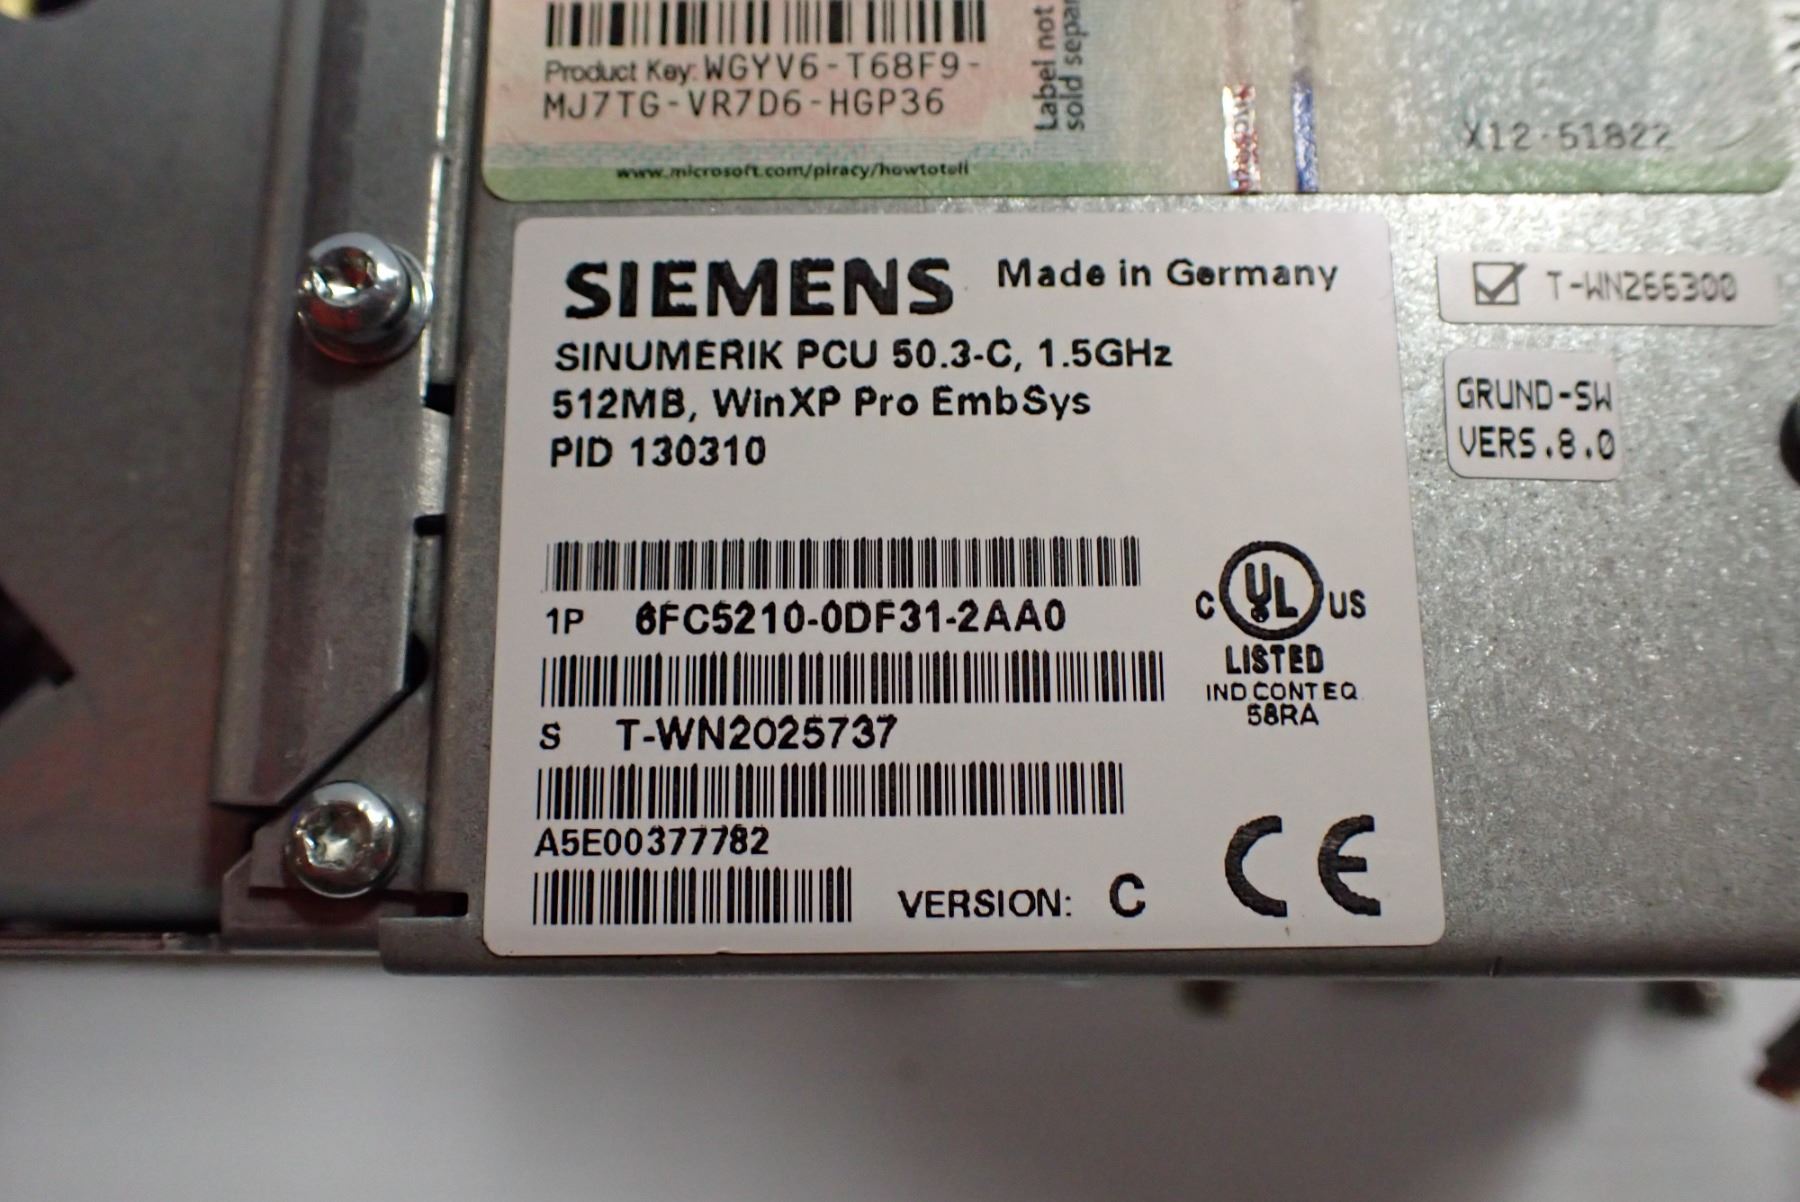 Product Key: WGYV6-T68F9-
MJ7TG-VR7D6-HGP36
Label not
sold separ
www.microsoft.com/piracy/howtotell
X12-51822
SIEMENS Made in Germany
SINUMERIK PCU 50.3-C, 1.5GHz
512MB, WinXP Pro EmbSys
PID 130310
1P 6FC5210-0DF31-2AA0
S T-WN2025737
A5E00377782
VERSION: C
C UL US
LISTED
IND CONT EQ
58RA
CE
T-WN266300
GRUND-SW
VERS.8.0